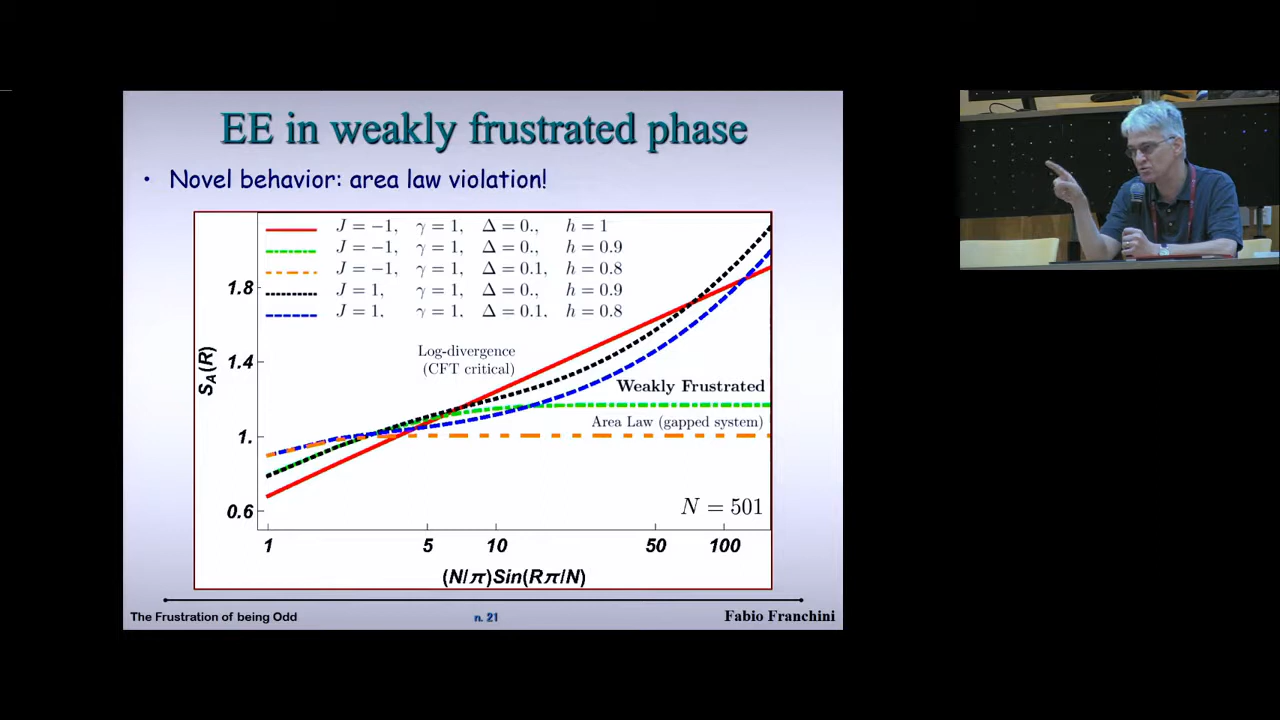 EE in weakly frustrated phase
• Novel behavior: area law violation!
J = −1, γ = 1, Δ = 0., h = 1
J = −1, γ = 1, Δ = 0., h = 0.9
J = −1, γ = 1, Δ = 0.1, h = 0.8
J = 1, γ = 1, Δ = 0., h = 0.9
J = 1, γ = 1, Δ = 0.1, h = 0.8
1.8
1.4
1.
0.6
S_A(R)
Log-divergence
(CFT critical)
Weakly Frustrated
Area Law (gapped system)
N = 501
1 5 10 50 100
(N/π)Sin(Rπ/N)
The Frustration of being Odd n. 21 Fabio Franchini